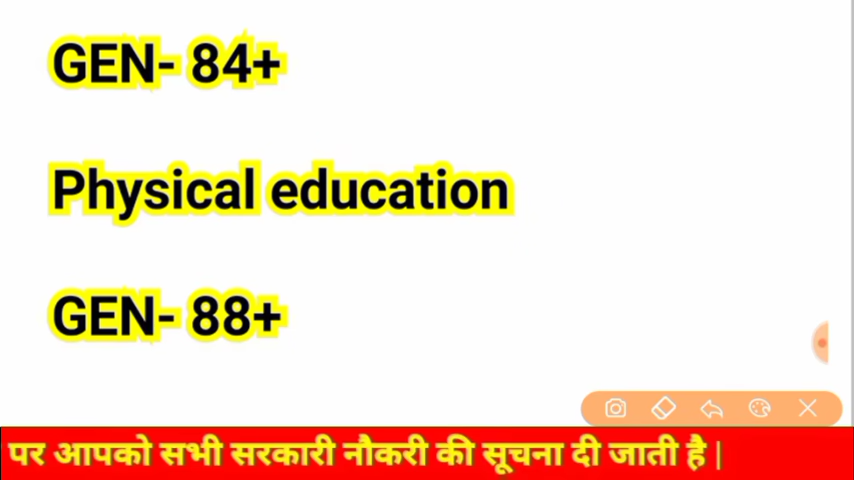 GEN- 84+
Physical education
GEN- 88+
पर आपको सभी सरकारी नौकरी की सूचना दी जाती है |